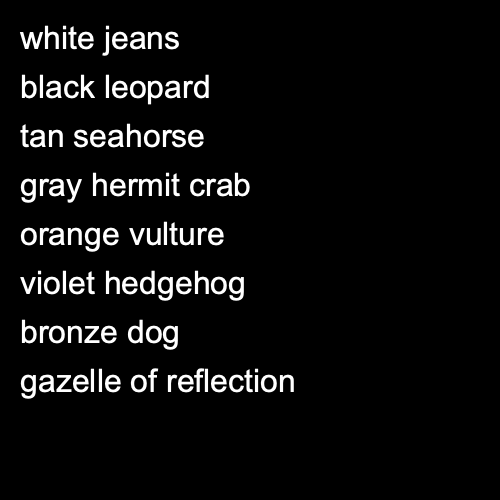 white jeans
black leopard
tan seahorse
gray hermit crab
orange vulture
violet hedgehog
bronze dog
gazelle of reflection